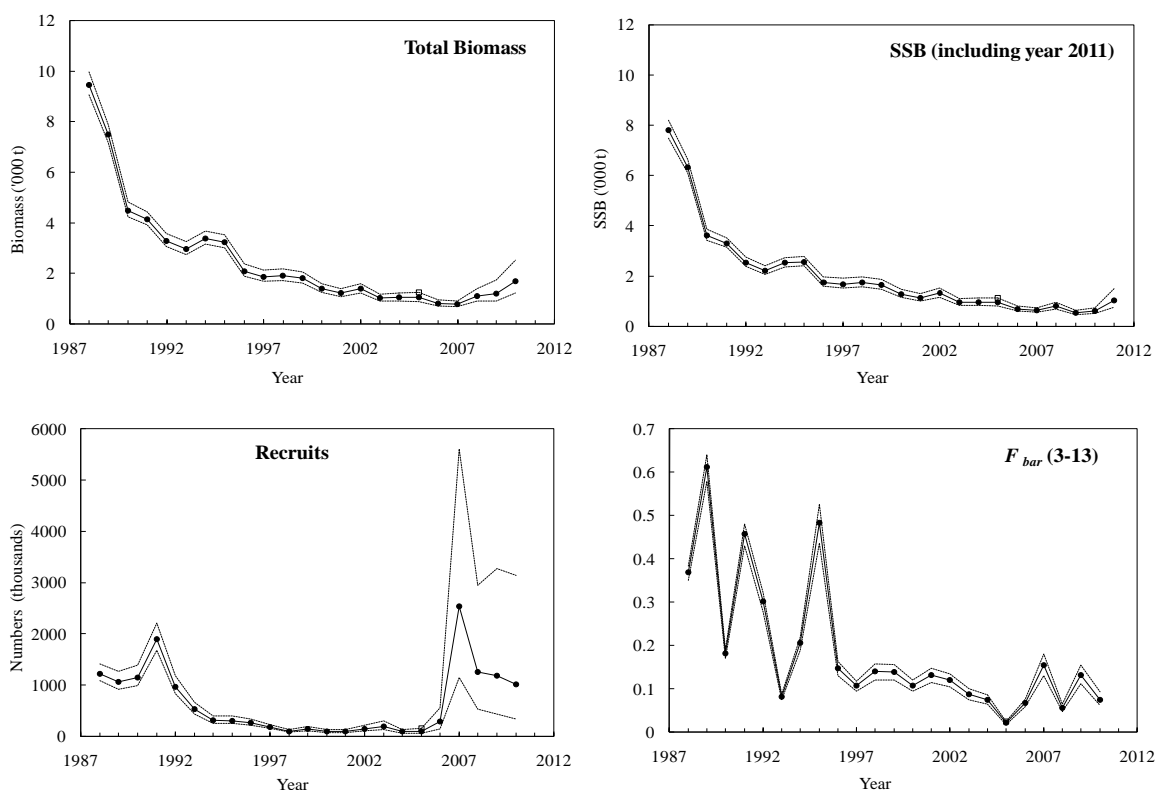 Total Biomass
12
10
8
6
4
2
0
Biomass ('000 t)
1987 1992 1997 2002 2007 2012
Year
SSB (including year 2011)
12
10
8
6
4
2
0
SSB ('000 t)
1987 1992 1997 2002 2007 2012
Year
Recruits
6000
5000
4000
3000
2000
1000
0
Numbers (thousands)
1987 1992 1997 2002 2007 2012
Year
F bar (3-13)
0.7
0.6
0.5
0.4
0.3
0.2
0.1
0
1987 1992 1997 2002 2007 2012
Year